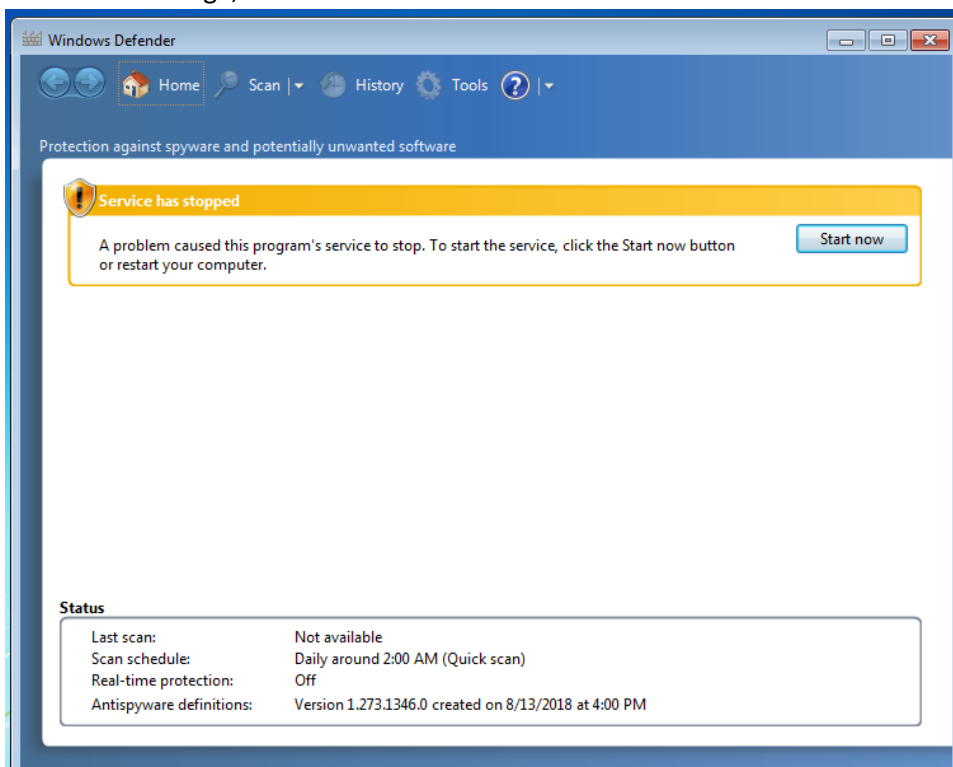 Windows Defender
Home Scan History Tools
Protection against spyware and potentially unwanted software
Service has stopped
A problem caused this program's service to stop. To start the service, click the Start now button
or restart your computer.
Start now
Status
Last scan: Not available
Scan schedule: Daily around 2:00 AM (Quick scan)
Real-time protection: Off
Antispyware definitions: Version 1.273.1346.0 created on 8/13/2018 at 4:00 PM